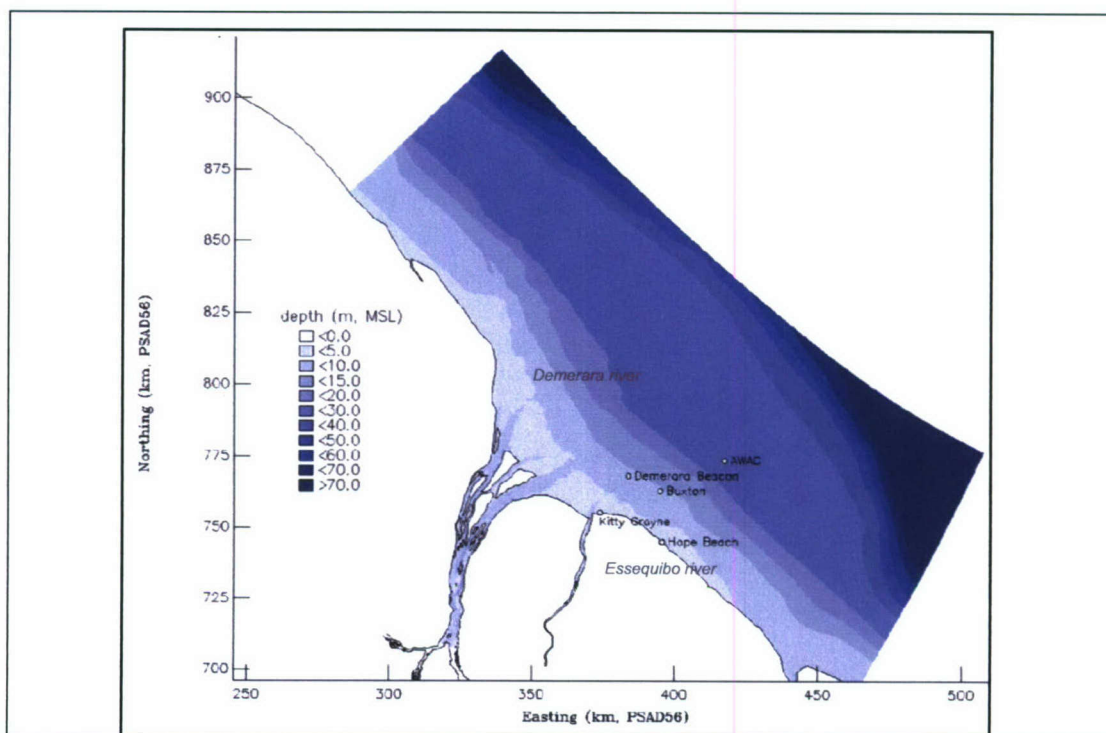 900
875
850
825
800
775
750
725
700
Northing (km, PSAD56)
depth (m, MSL)
<0.0
<5.0
<10.0
<15.0
<20.0
<30.0
<40.0
<50.0
<60.0
<70.0
>70.0
Demerara river
AWAC
Demerara Beacon
Buxton
Kitty Groyne
Hope Beach
Essequibo river
250 300 350 400 450 500
Easting (km, PSAD56)